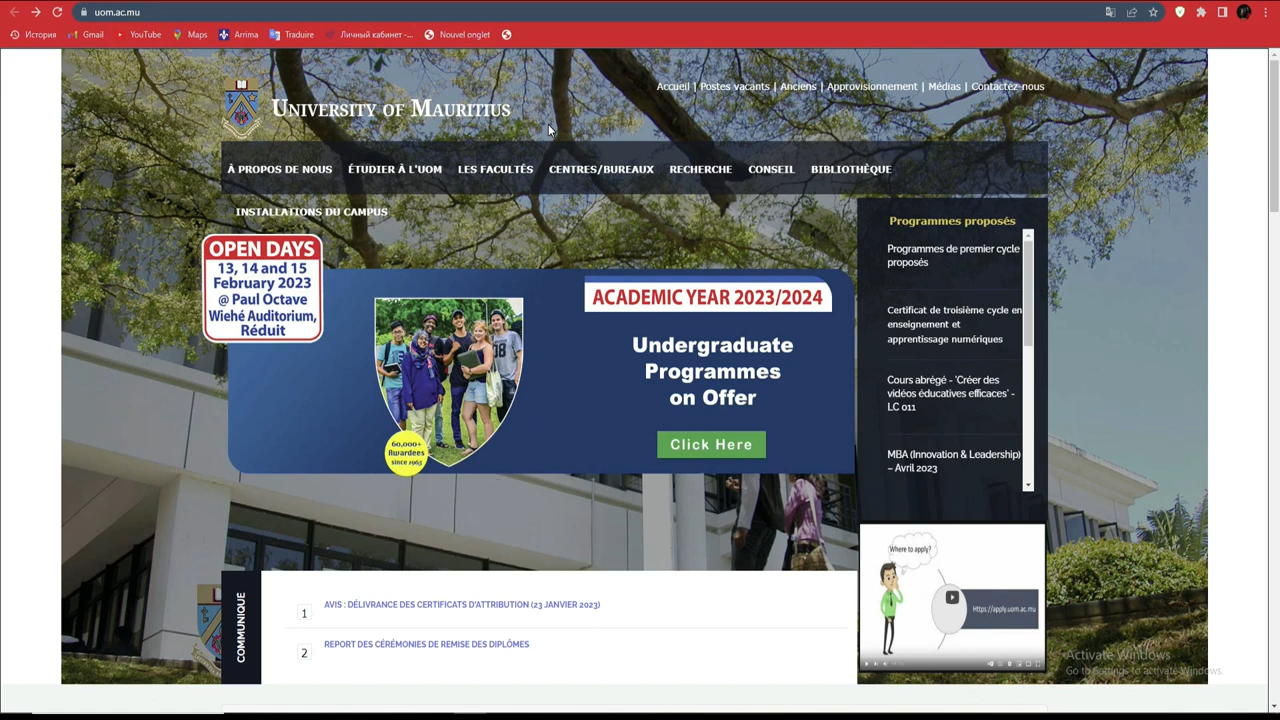 uom.ac.mu
История Gmail YouTube Maps Arrima Traduire Личный кабинет -... Nouvel onglet
Accueil | Postes vacants | Anciens | Approvisionnement | Médias | Contactez-nous
UNIVERSITY OF MAURITIUS
À PROPOS DE NOUS ÉTUDIER À L'UOM LES FACULTÉS CENTRES/BUREAUX RECHERCHE CONSEIL BIBLIOTHÈQUE
INSTALLATIONS DU CAMPUS
OPEN DAYS
13, 14 and 15
February 2023
@ Paul Octave
Wiehé Auditorium,
Réduit
60,000+
Awardees
since 1965
ACADEMIC YEAR 2023/2024
Undergraduate
Programmes
on Offer
Click Here
Programmes proposés
Programmes de premier cycle
proposés
Certificat de troisième cycle en
enseignement et
apprentissage numériques
Cours abrégé - 'Créer des
vidéos éducatives efficaces' -
LC 011
MBA (Innovation & Leadership)
– Avril 2023
Where to apply?
Https://apply.uom.ac.mu
COMMUNIQUE
1 AVIS : DÉLIVRANCE DES CERTIFICATS D'ATTRIBUTION (23 JANVIER 2023)
2 REPORT DES CÉRÉMONIES DE REMISE DES DIPLÔMES
Activate Windows
Go to Settings to activate Windows.